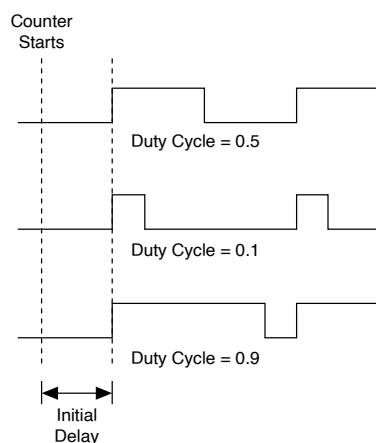 Counter
Starts
Duty Cycle = 0.5
Duty Cycle = 0.1
Duty Cycle = 0.9
Initial
Delay